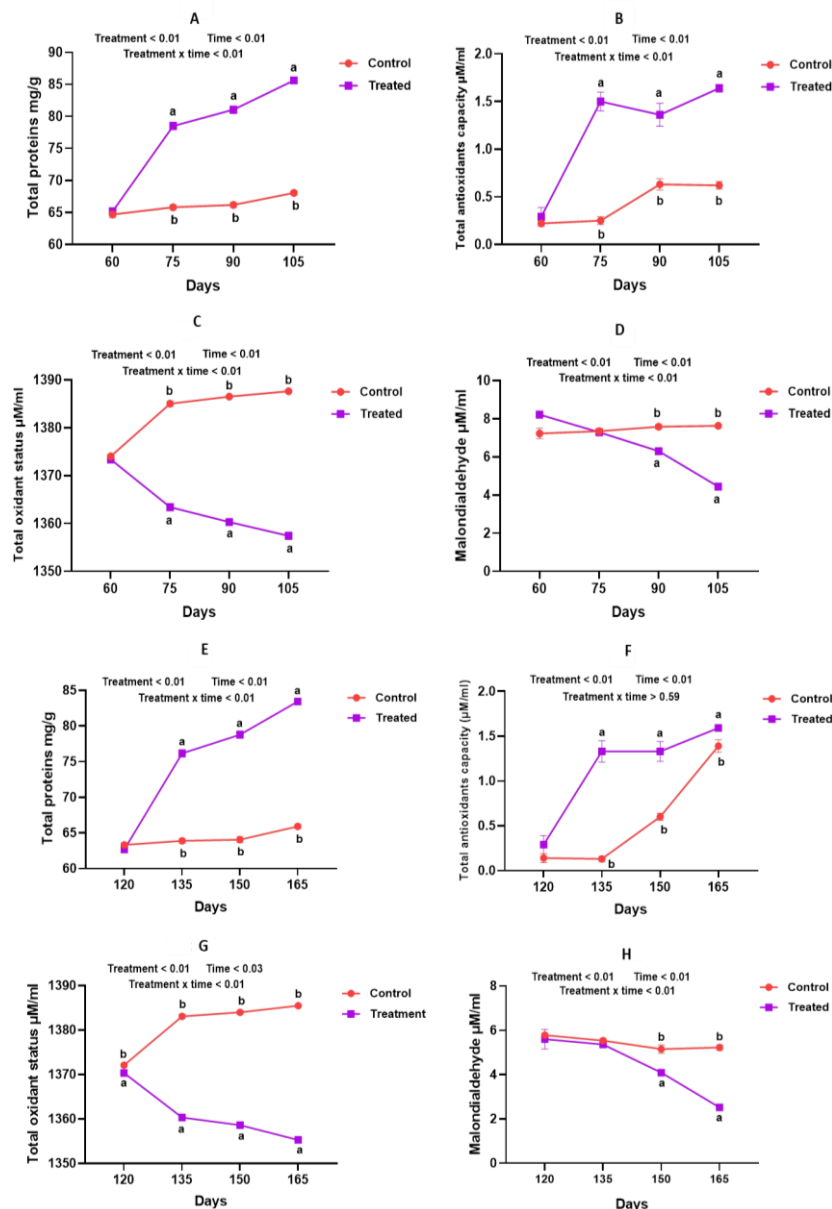 A
Treatment < 0.01 Time < 0.01
Treatment x time < 0.01
Total proteins mg/g
90
85
80
75
70
65
60
a
a
a
b
b
b
60 75 90 105
Days
Control
Treated
B
Treatment < 0.01 Time < 0.01
Treatment x time < 0.01
Total antioxidants capacity µM/ml
2.0
1.5
1.0
0.5
0.0
a
a
a
b
b
b
60 75 90 105
Days
Control
Treated
C
Treatment < 0.01 Time < 0.01
Treatment x time < 0.01
Total oxidant status µM/ml
1390
1380
1370
1360
1350
b
b
b
a
a
a
60 75 90 105
Days
Control
Treated
D
Treatment < 0.01 Time < 0.01
Treatment x time < 0.01
Malondialdehyde µM/ml
10
8
6
4
2
0
b
b
a
a
60 75 90 105
Days
Control
Treated
E
Treatment < 0.01 Time < 0.01
Treatment x time < 0.01
Total proteins mg/g
85
80
75
70
65
60
a
a
a
b
b
b
120 135 150 165
Days
Control
Treated
F
Treatment < 0.01 Time < 0.01
Treatment x time > 0.59
Total antioxidants capacity (µM/ml)
2.0
1.5
1.0
0.5
0.0
a
a
a
b
b
b
120 135 150 165
Days
Control
Treated
G
Treatment < 0.01 Time < 0.03
Treatment x time < 0.01
Total oxidant status µM/ml
1390
1380
1370
1360
1350
b
b
b
b
a
a
a
a
120 135 150 165
Days
Control
Treatment
H
Treatment < 0.01 Time < 0.01
Treatment x time < 0.01
Malondialdehyde µM/ml
8
6
4
2
0
b
b
a
a
120 135 150 165
Days
Control
Treated